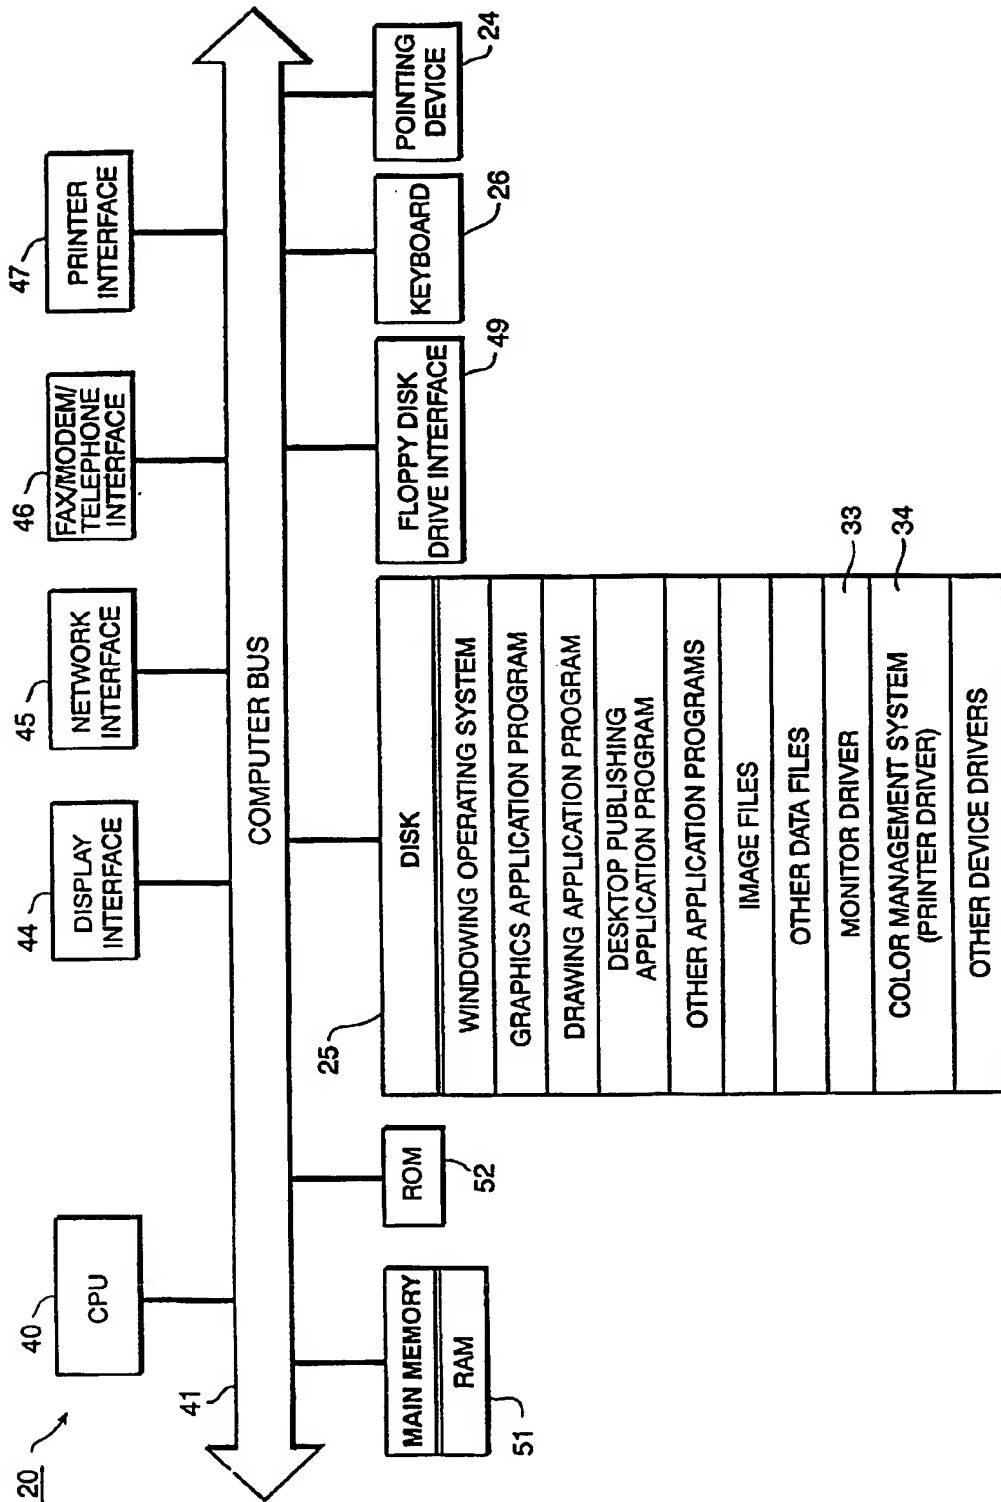 20
40
CPU
44
DISPLAY
INTERFACE
45
NETWORK
INTERFACE
46
FAX/MODEM/
TELEPHONE
INTERFACE
47
PRINTER
INTERFACE
41
COMPUTER BUS
MAIN MEMORY
RAM
51
ROM
52
25
DISK
WINDOWING OPERATING SYSTEM
GRAPHICS APPLICATION PROGRAM
DRAWING APPLICATION PROGRAM
DESKTOP PUBLISHING
APPLICATION PROGRAM
OTHER APPLICATION PROGRAMS
IMAGE FILES
OTHER DATA FILES
MONITOR DRIVER
33
COLOR MANAGEMENT SYSTEM
(PRINTER DRIVER)
34
OTHER DEVICE DRIVERS
FLOPPY DISK
DRIVE INTERFACE
49
KEYBOARD
26
POINTING
DEVICE
24